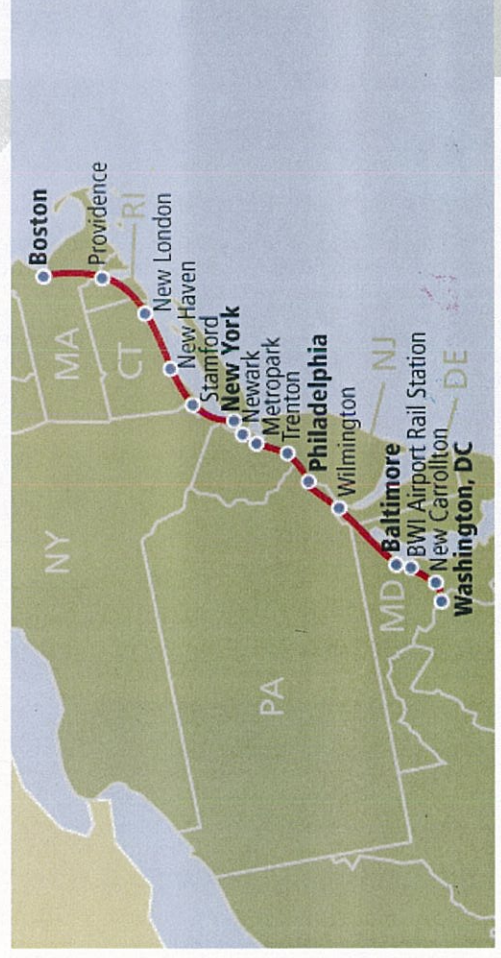 Boston
Providence
RI
MA
CT
New London
New Haven
Stamford
New York
Newark
Metropark
Trenton
Philadelphia
Wilmington
NJ
Baltimore
BWI Airport Rail Station
DE
New Carrollton
Washington, DC
NY
PA
MD